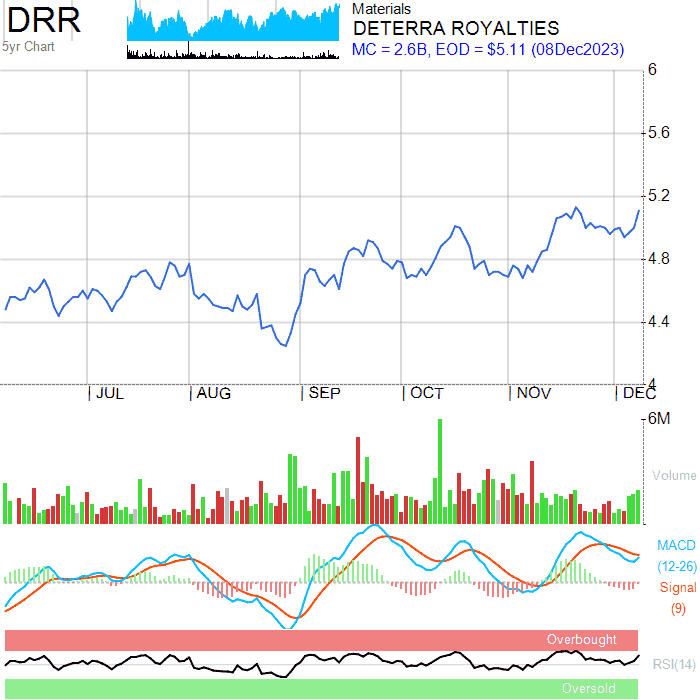 DRR
5yr Chart
Materials
DETERRA ROYALTIES
MC = 2.6B, EOD = $5.11 (08Dec2023)
6
5.6
5.2
4.8
4.4
4
JUL AUG SEP OCT NOV DEC
6M
Volume
MACD
(12-26)
Signal
(9)
Overbought
RSI(14)
Oversold